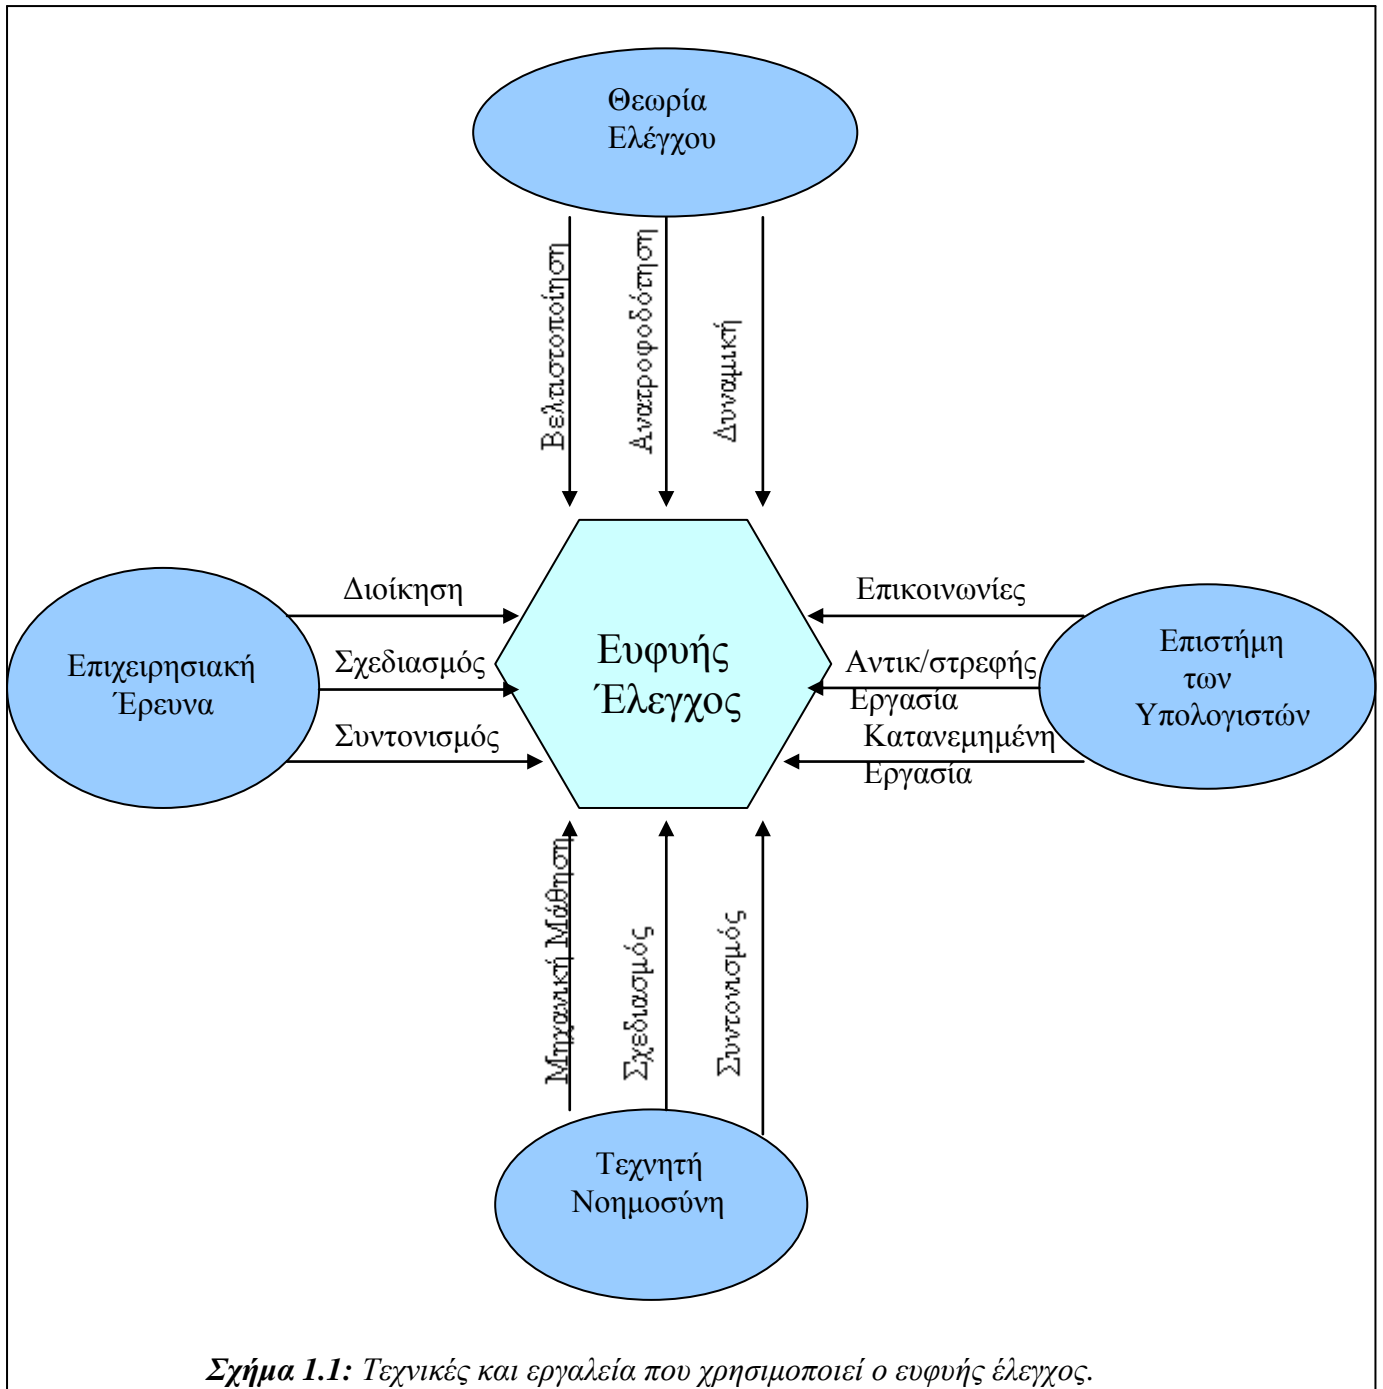 Θεωρία
Ελέγχου
Βελτιστοποίηση
Ανατροφοδότηση
Δυναμική
Διοίκηση
Σχεδιασμός
Συντονισμός
Επιχειρησιακή
Έρευνα
Ευφυής
Έλεγχος
Επικοινωνίες
Αντικ/στρεφής
Εργασία
Κατανεμημένη
Εργασία
Επιστήμη
των
Υπολογιστών
Μηχανική Μάθηση
Σχεδιασμός
Συντονισμός
Τεχνητή
Νοημοσύνη
Σχήμα 1.1: Τεχνικές και εργαλεία που χρησιμοποιεί ο ευφυής έλεγχος.